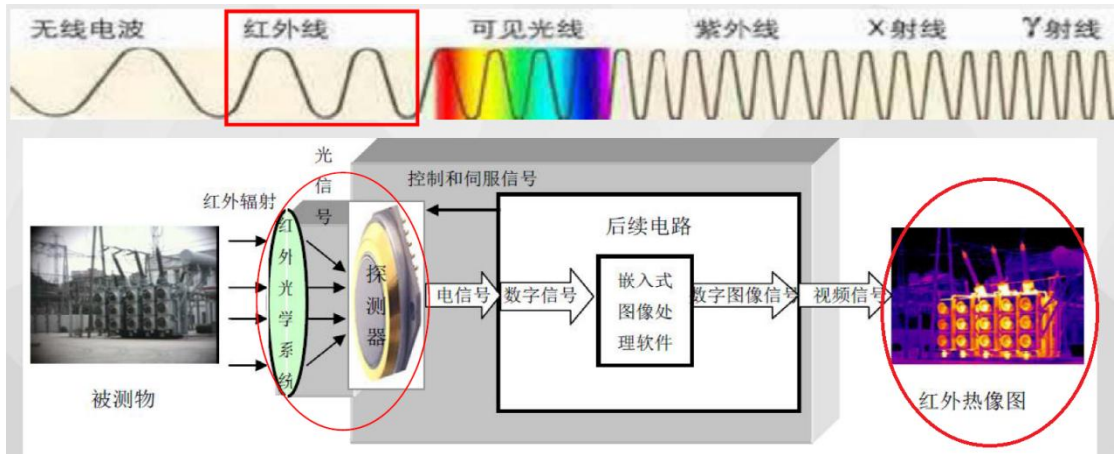 无线电波
红外线
可见光线
紫外线
X射线
γ射线
光信号
控制和伺服信号
红外辐射
红外光学系统
探测器
后续电路
电信号
数字信号
嵌入式
图像处
理软件
数字图像信号
视频信号
被测物
红外热像图